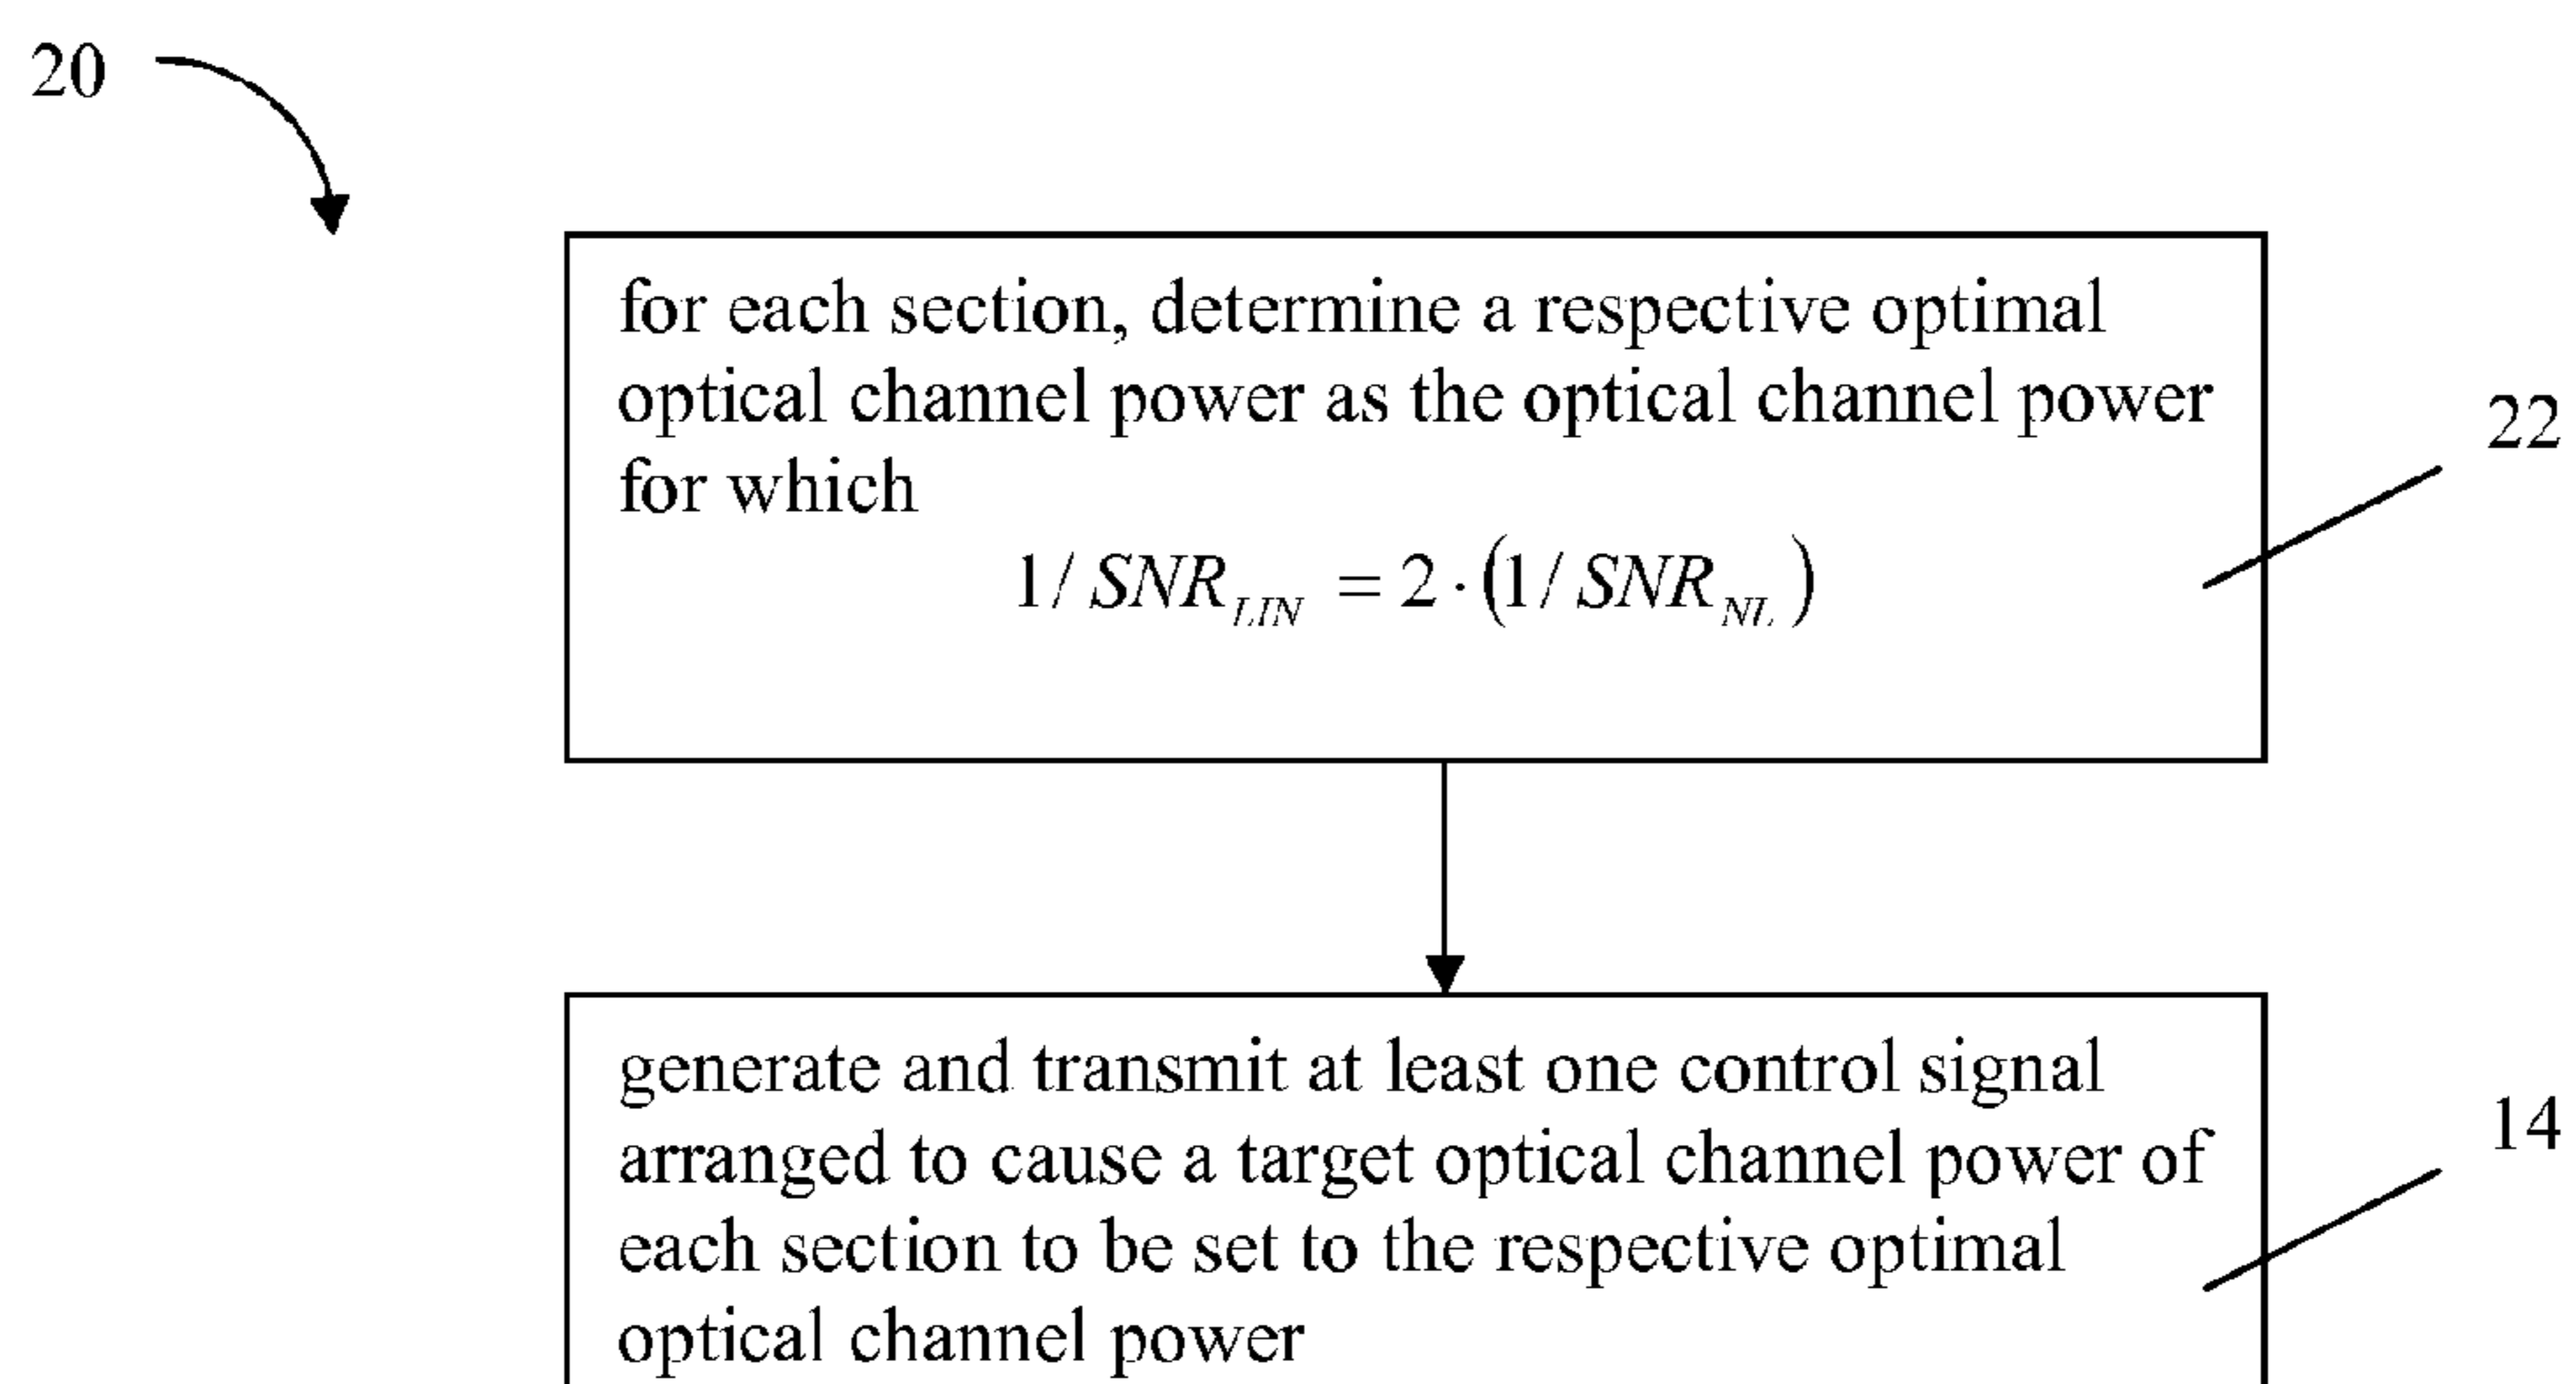 20
for each section, determine a respective optimal
optical channel power as the optical channel power
for which
1/SNR_LIN = 2·(1/SNR_NL)
22
generate and transmit at least one control signal
arranged to cause a target optical channel power of
each section to be set to the respective optimal
optical channel power
14